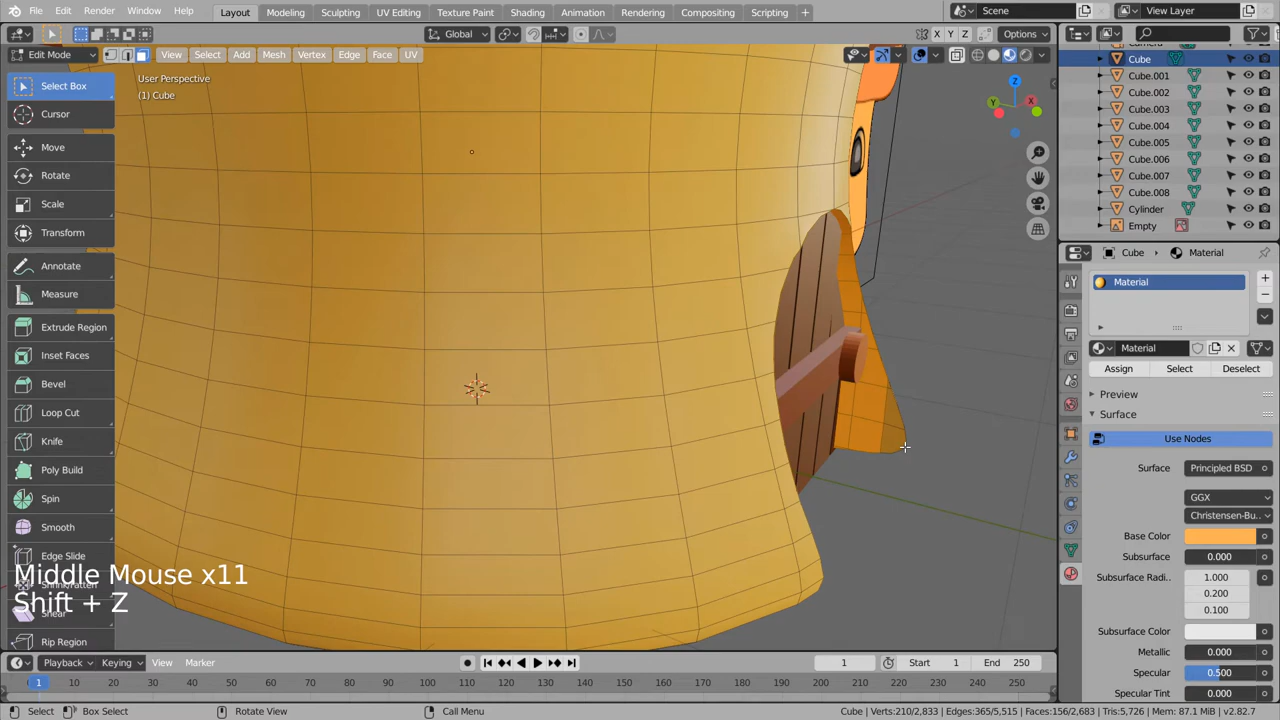 File Edit Render Window Help Layout Modeling Sculpting UV Editing Texture Paint Shading Animation Rendering Compositing Scripting + Scene View Layer
Global X Y Z Options
Edit Mode View Select Add Mesh Vertex Edge Face UV
User Perspective
(1) Cube
Select Box
Cursor
Move
Rotate
Scale
Transform
Annotate
Measure
Extrude Region
Inset Faces
Bevel
Loop Cut
Knife
Poly Build
Spin
Smooth
Edge Slide
Shear
Rip Region
Middle Mouse x11
Shift + Z
Z
Y
X
Cube
Cube.001
Cube.002
Cube.003
Cube.004
Cube.005
Cube.006
Cube.007
Cube.008
Cylinder
Empty
Cube Material
Material
Material
Assign Select Deselect
Preview
Surface
Use Nodes
Surface Principled BSD
GGX
Christensen-Bu..
Base Color
Subsurface 0.000
Subsurface Radi.. 1.000
0.200
0.100
Subsurface Color
Metallic 0.000
Specular 0.500
Specular Tint 0.000
Playback Keying View Marker 1 Start 1 End 250
1 10 20 30 40 50 60 70 80 90 100 110 120 130 140 150 160 170 180 190 200 210 220 230 240 250
Select Box Select Rotate View Call Menu Cube | Verts:210/2,833 | Edges:365/5,515 | Faces:156/2,683 | Tris:5,726 | Mem: 87.1 MiB | v2.82.7